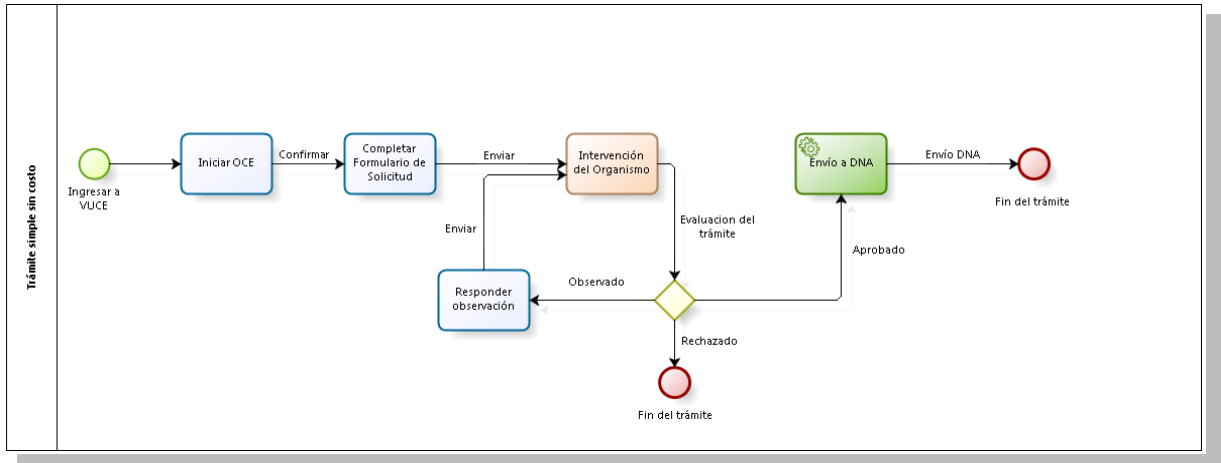 Trámite simple sin costo
Ingresar a
VUCE
Iniciar OCE
Confirmar
Completar
Formulario de
Solicitud
Enviar
Intervención
del Organismo
Evaluacion del
trámite
Observado
Responder
observación
Enviar
Rechazado
Fin del trámite
Aprobado
Envío a DNA
Envío DNA
Fin del trámite